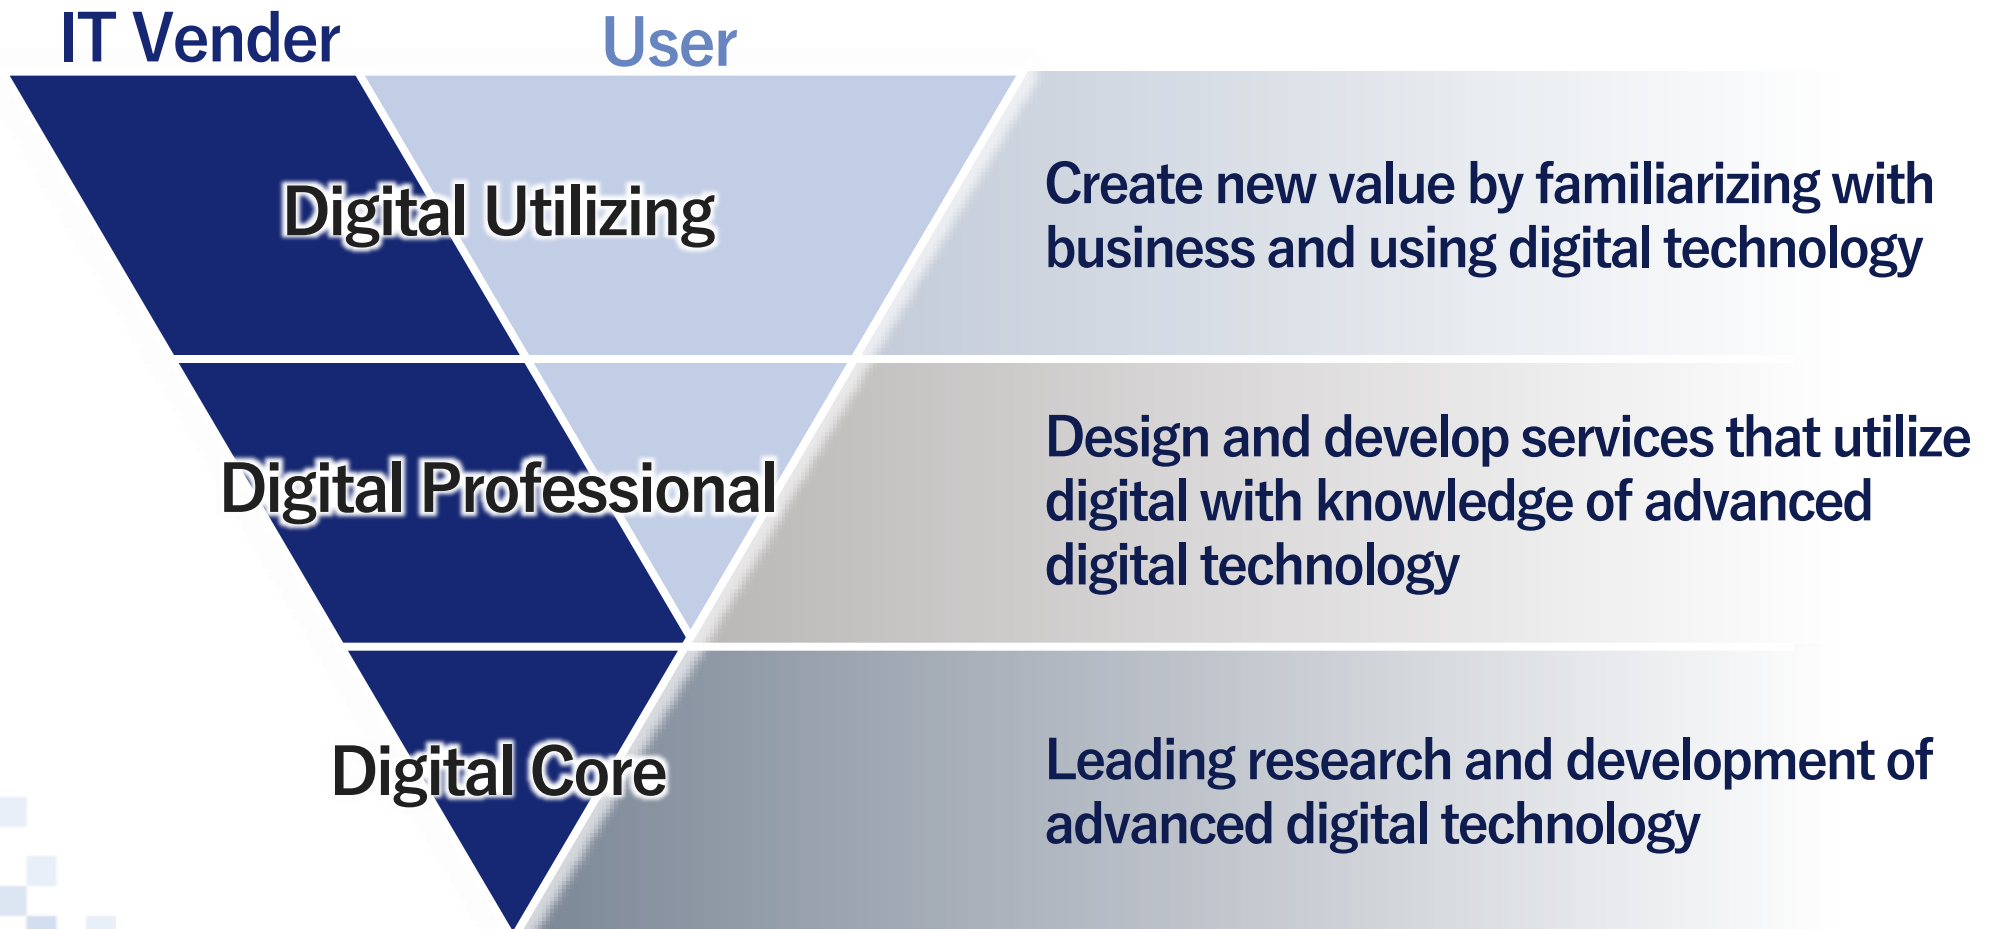 IT Vender
User
Digital Utilizing
Create new value by familiarizing with
business and using digital technology
Digital Professional
Design and develop services that utilize
digital with knowledge of advanced
digital technology
Digital Core
Leading research and development of
advanced digital technology